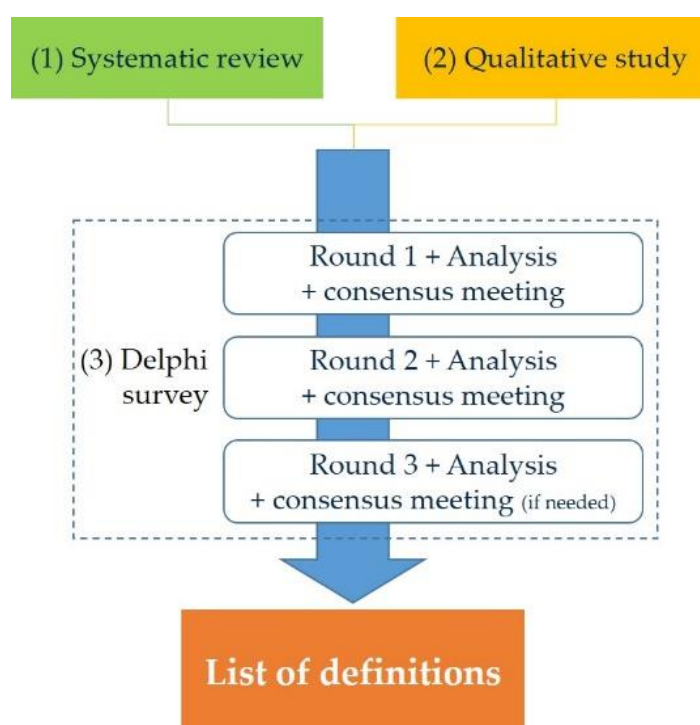 (1) Systematic review
(2) Qualitative study
(3) Delphi
survey
Round 1 + Analysis
+ consensus meeting
Round 2 + Analysis
+ consensus meeting
Round 3 + Analysis
+ consensus meeting (if needed)
List of definitions